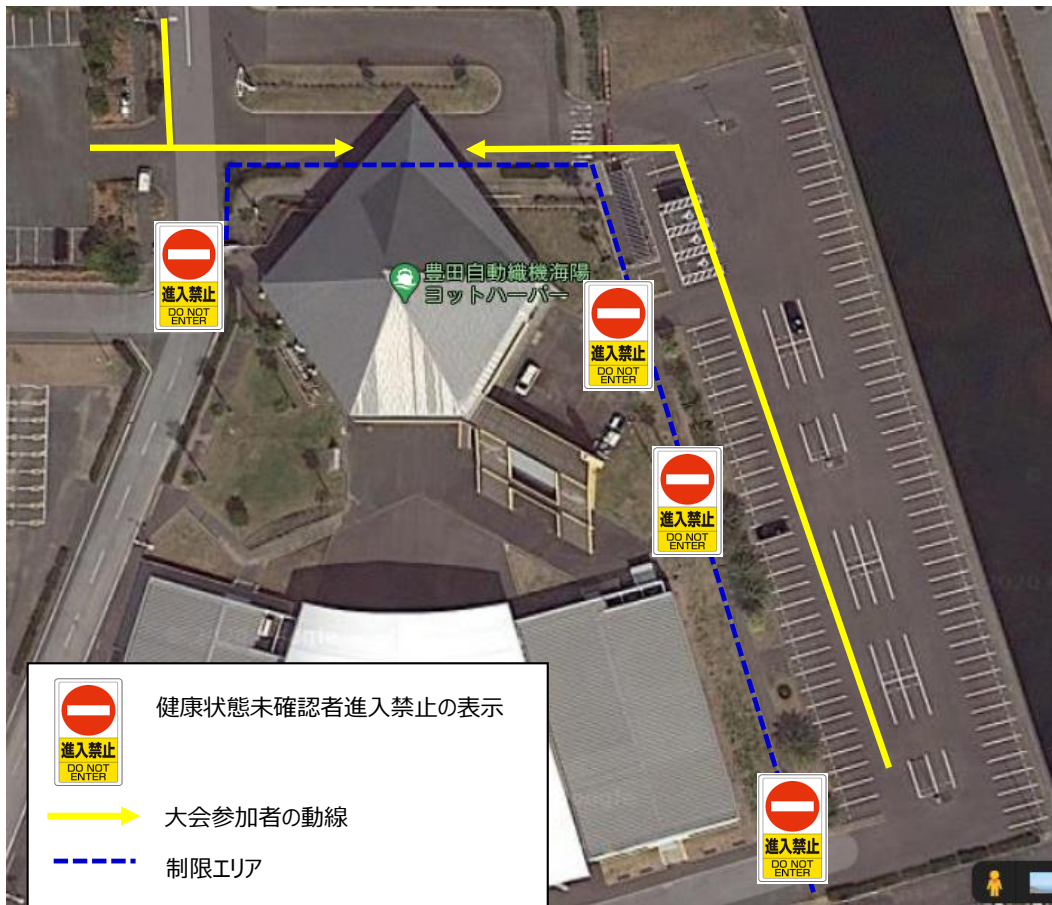 豊田自動織機海陽
ヨットハーバー
進入禁止
DO NOT
ENTER
進入禁止
DO NOT
ENTER
進入禁止
DO NOT
ENTER
進入禁止
DO NOT
ENTER
進入禁止
DO NOT
ENTER
健康状態未確認者進入禁止の表示
大会参加者の動線
制限エリア